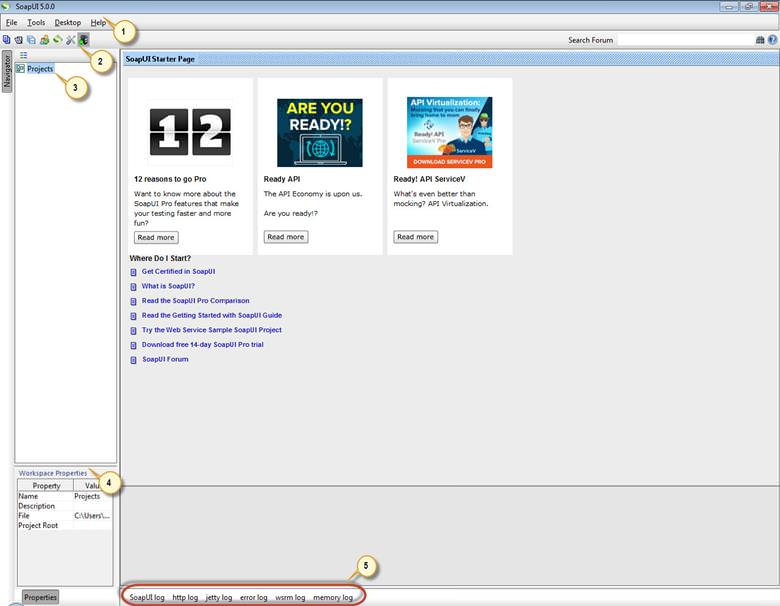 SoapUI 5.0.0
File Tools Desktop Help
1
Search Forum
2
Navigator
Projects
3
SoapUI Starter Page
12
ARE YOU READY!?
API Virtualization:
Mocking that you can finally
bring home to mom
Ready! API
ServiceV Pro
DOWNLOAD SERVICEV PRO
12 reasons to go Pro
Want to know more about the
SoapUI Pro features that make
your testing faster and more
fun?
Read more
Ready API
The API Economy is upon us.
Are you ready!?
Read more
Ready! API ServiceV
What's even better than
mocking? API Virtualization.
Read more
Where Do I Start?
Get Certified in SoapUI
What is SoapUI?
Read the SoapUI Pro Comparison
Read the Getting Started with SoapUI Guide
Try the Web Service Sample SoapUI Project
Download free 14-day SoapUI Pro trial
SoapUI Forum
Workspace Properties
4
Property Valu
Name Projects
Description
File C:\Users\...
Project Root
Properties
5
SoapUI log http log jetty log error log wsrm log memory log